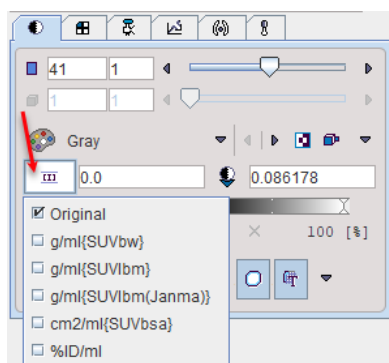 41 1
1 1
Gray
0.0 0.086178
Original
g/ml{SUVbw}
100 [%]
g/ml{SUVlbm}
g/ml{SUVlbm(Janma)}
cm2/ml{SUVbsa}
%ID/ml